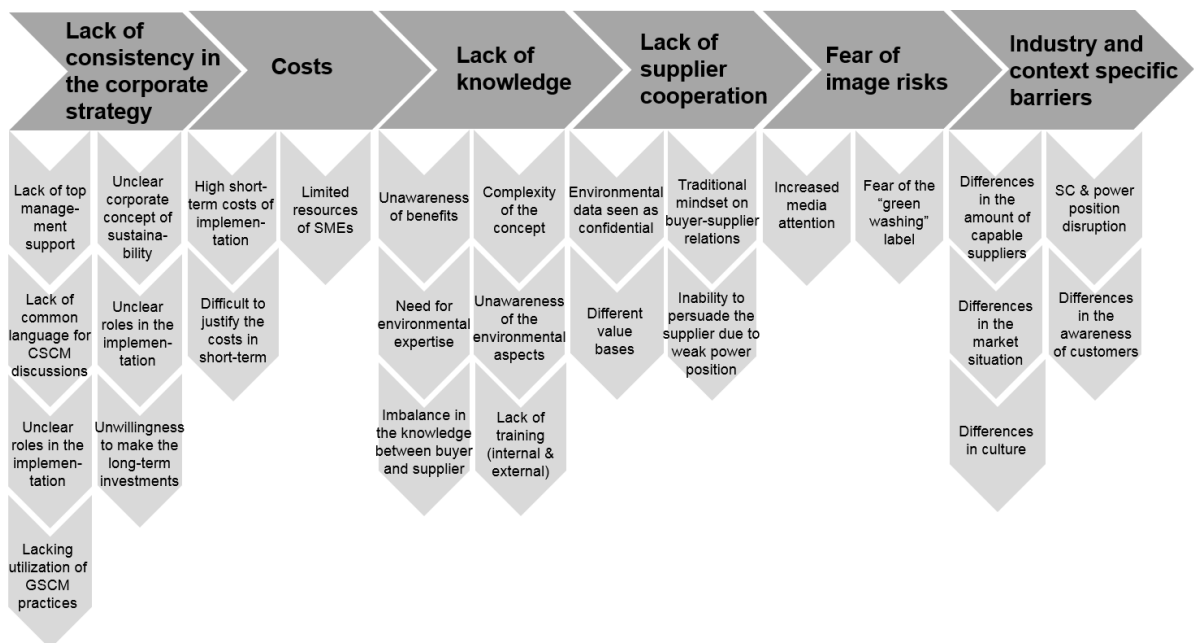 Lack of
consistency in
the corporate
strategy
Costs
Lack of
knowledge
Lack of
supplier
cooperation
Fear of
image risks
Industry and
context specific
barriers
Lack of top
manage-
ment
support
Lack of
common
language for
CSCM
discussions
Unclear
roles in the
implemen-
tation
Lacking
utilization of
GSCM
practices
Unclear
corporate
concept of
sustaina-
bility
Unclear
roles in the
implemen-
tation
Unwillingness
to make the
long-term
investments
High short-
term costs of
implemen-
tation
Difficult to
justify the
costs in
short-term
Limited
resources
of SMEs
Unawareness
of benefits
Need for
environmental
expertise
Imbalance in
the knowledge
between buyer
and supplier
Complexity
of the
concept
Unawareness
of the
environmental
aspects
Lack of
training
(internal &
external)
Environmental
data seen as
confidential
Different
value
bases
Traditional
mindset on
buyer-supplier
relations
Inability to
persuade the
supplier due to
weak power
position
Increased
media
attention
Fear of the
“green
washing”
label
Differences
in the
amount of
capable
suppliers
Differences
in the
market
situation
Differences
in culture
SC & power
position
disruption
Differences
in the
awareness
of customers